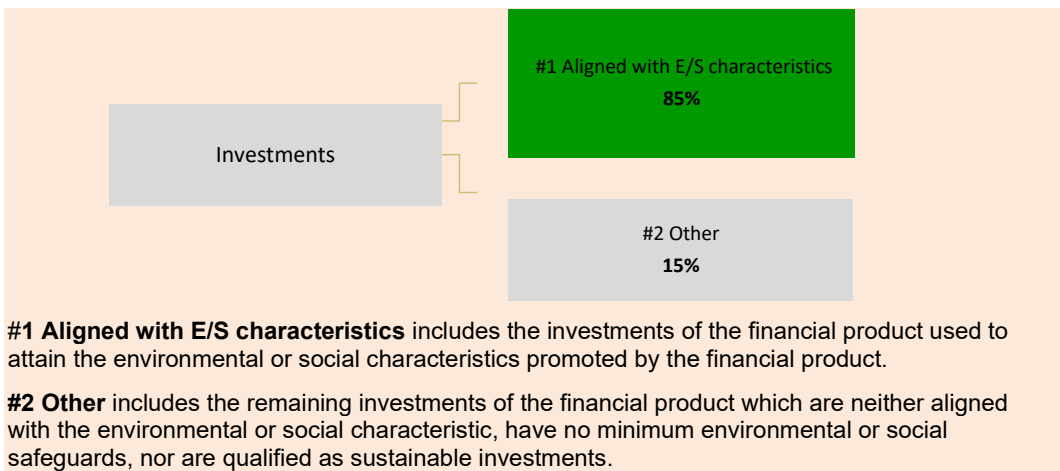 #1 Aligned with E/S characteristics
85%
Investments
#2 Other
15%
#1 Aligned with E/S characteristics includes the investments of the financial product used to
attain the environmental or social characteristics promoted by the financial product.
#2 Other includes the remaining investments of the financial product which are neither aligned
with the environmental or social characteristic, have no minimum environmental or social
safeguards, nor are qualified as sustainable investments.